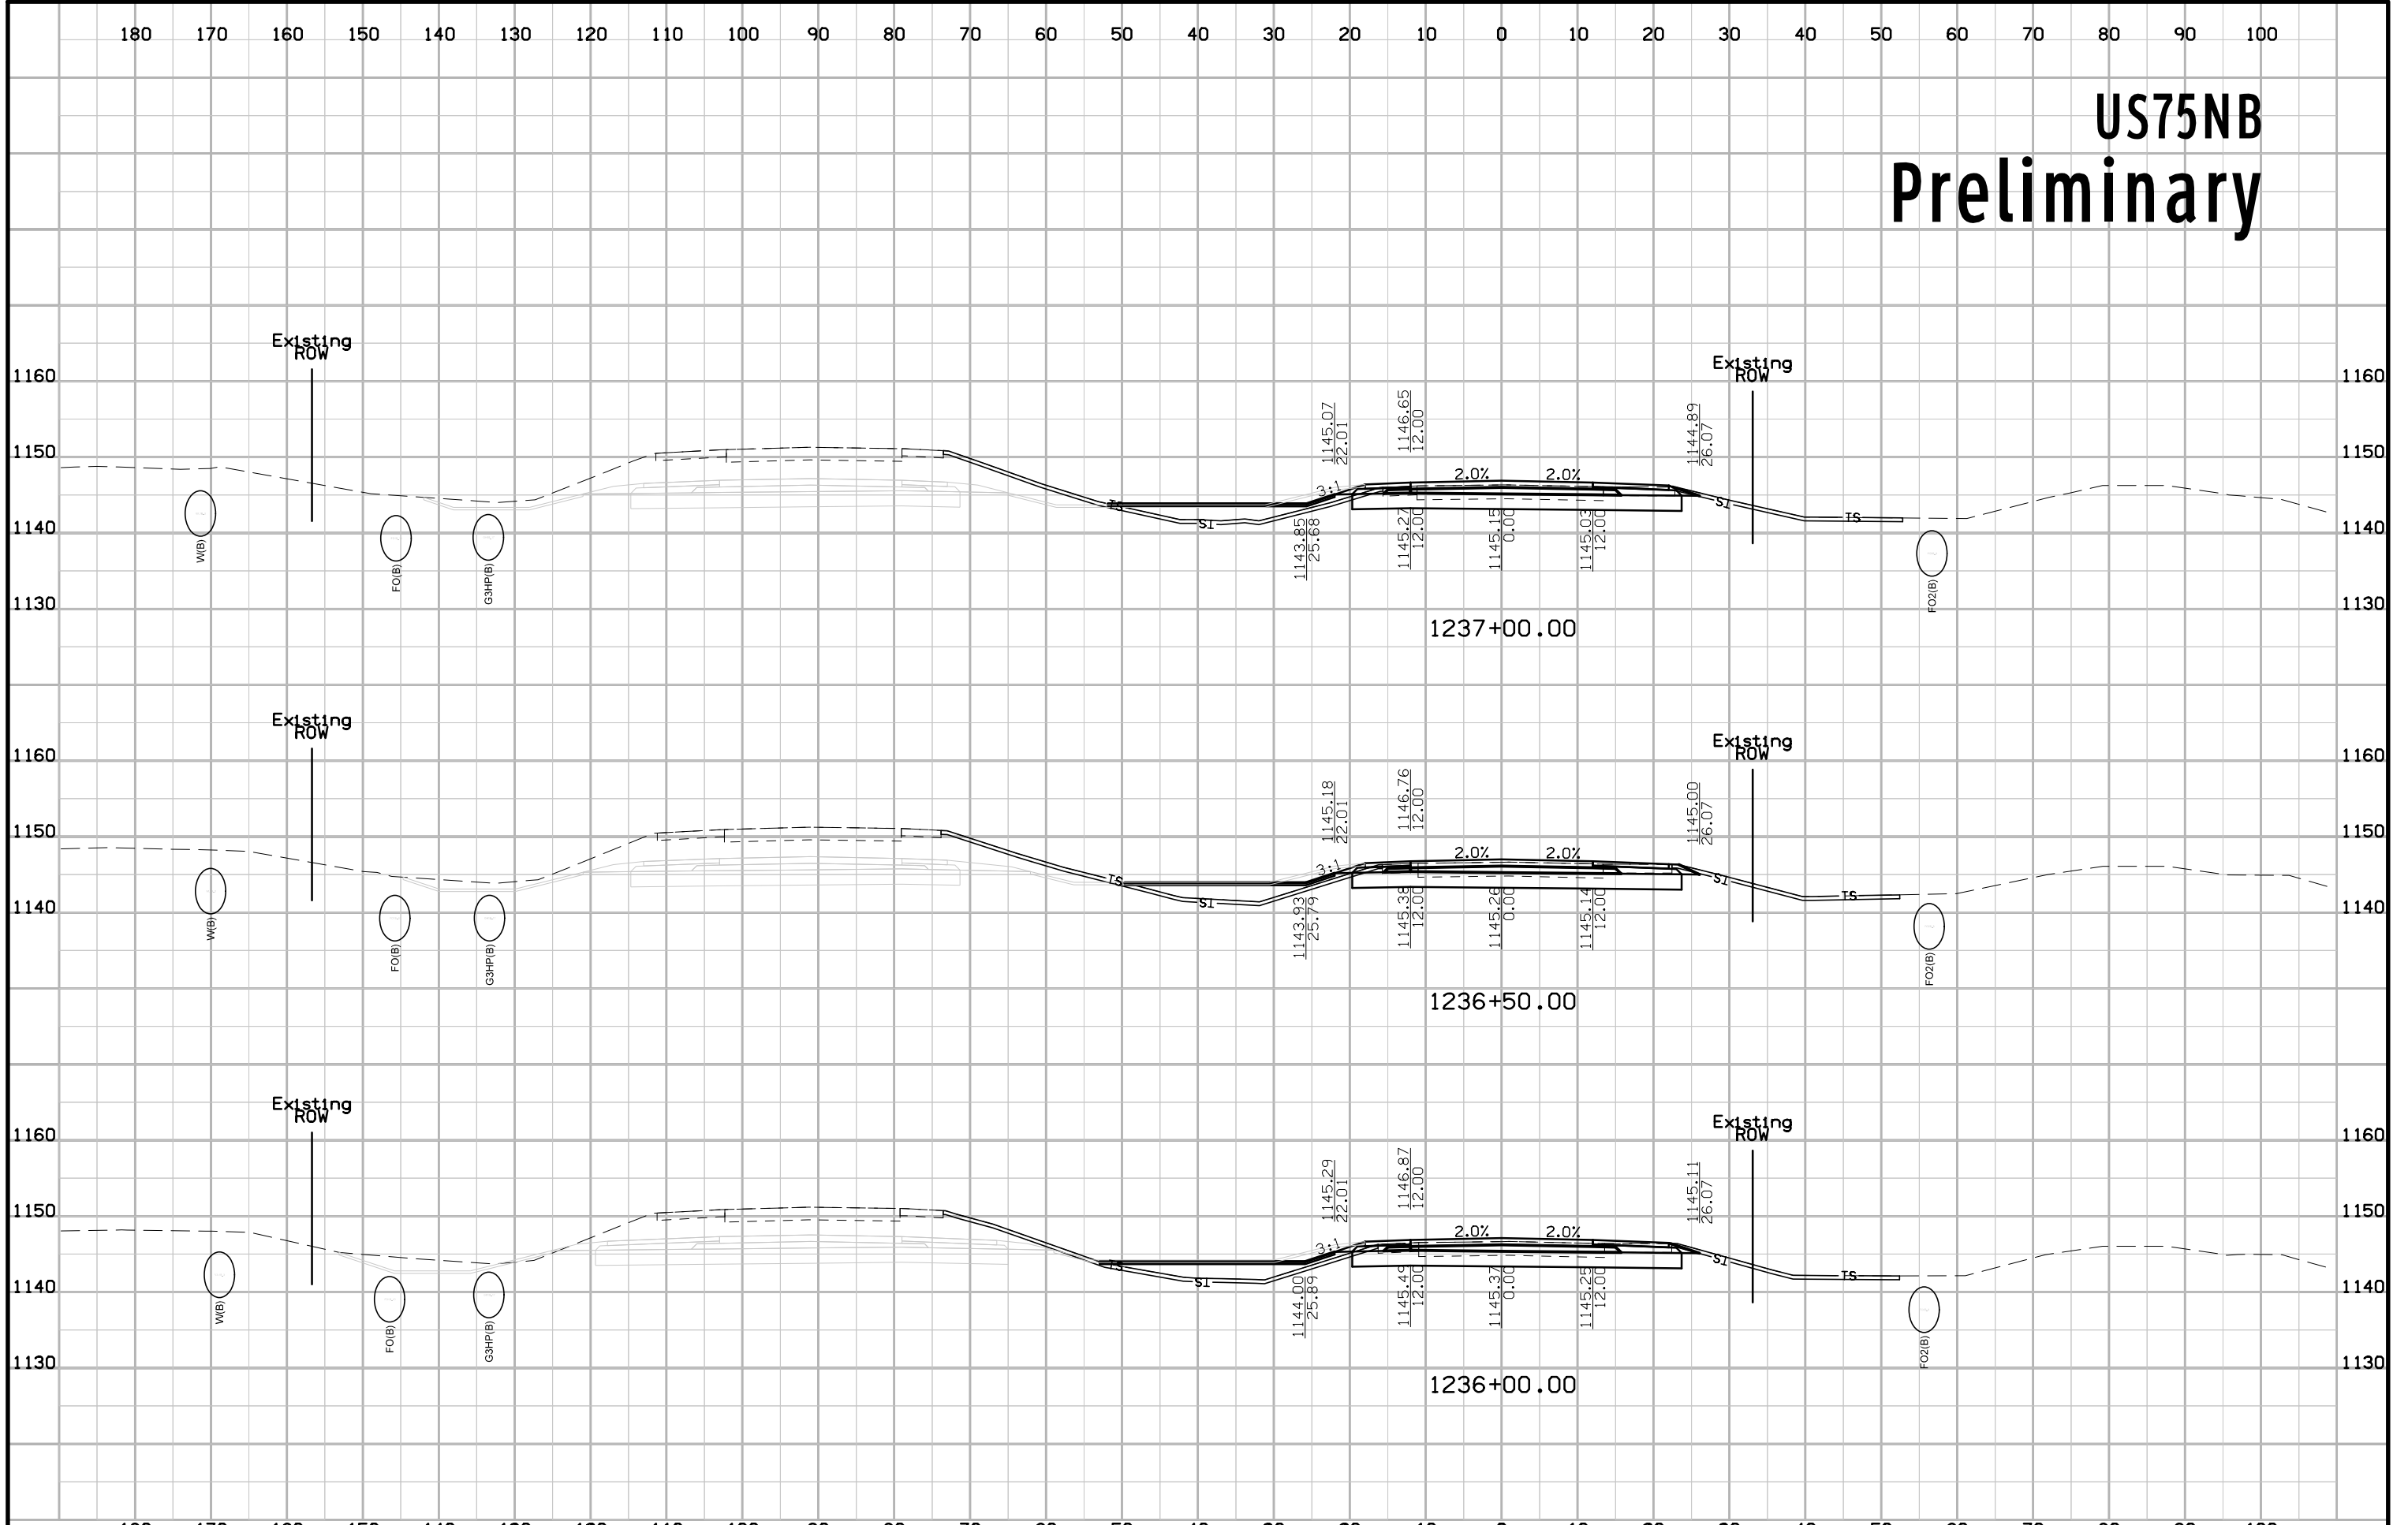 180 170 160 150 140 130 120 110 100 90 80 70 60 50 40 30 20 10 0 10 20 30 40 50 60 70 80 90 100
US75NB
Preliminary
Existing
ROW
Existing
ROW
1160
1160
1150
1150
1140
1140
1130
1130
1145.07
22.01
1146.65
12.00
1144.89
26.07
2.0%
2.0%
3:1
TS
SI
SI
TS
1143.85
25.68
1145.27
12.00
1145.15
0.00
1145.03
12.00
W(B)
FO(B)
G3HP(B)
FO2(B)
1237+00.00
Existing
ROW
Existing
ROW
1160
1160
1150
1150
1140
1140
1145.18
22.01
1146.76
12.00
1145.00
26.07
2.0%
2.0%
3:1
TS
SI
SI
TS
1143.93
25.79
1145.38
12.00
1145.26
0.00
1145.14
12.00
W(B)
FO(B)
G3HP(B)
FO2(B)
1236+50.00
Existing
ROW
Existing
ROW
1160
1160
1150
1150
1140
1140
1130
1130
1145.29
22.01
1146.87
12.00
1145.11
26.07
2.0%
2.0%
3:1
TS
SI
SI
TS
1144.00
25.89
1145.49
12.00
1145.37
0.00
1145.25
12.00
W(B)
FO(B)
G3HP(B)
FO2(B)
1236+00.00